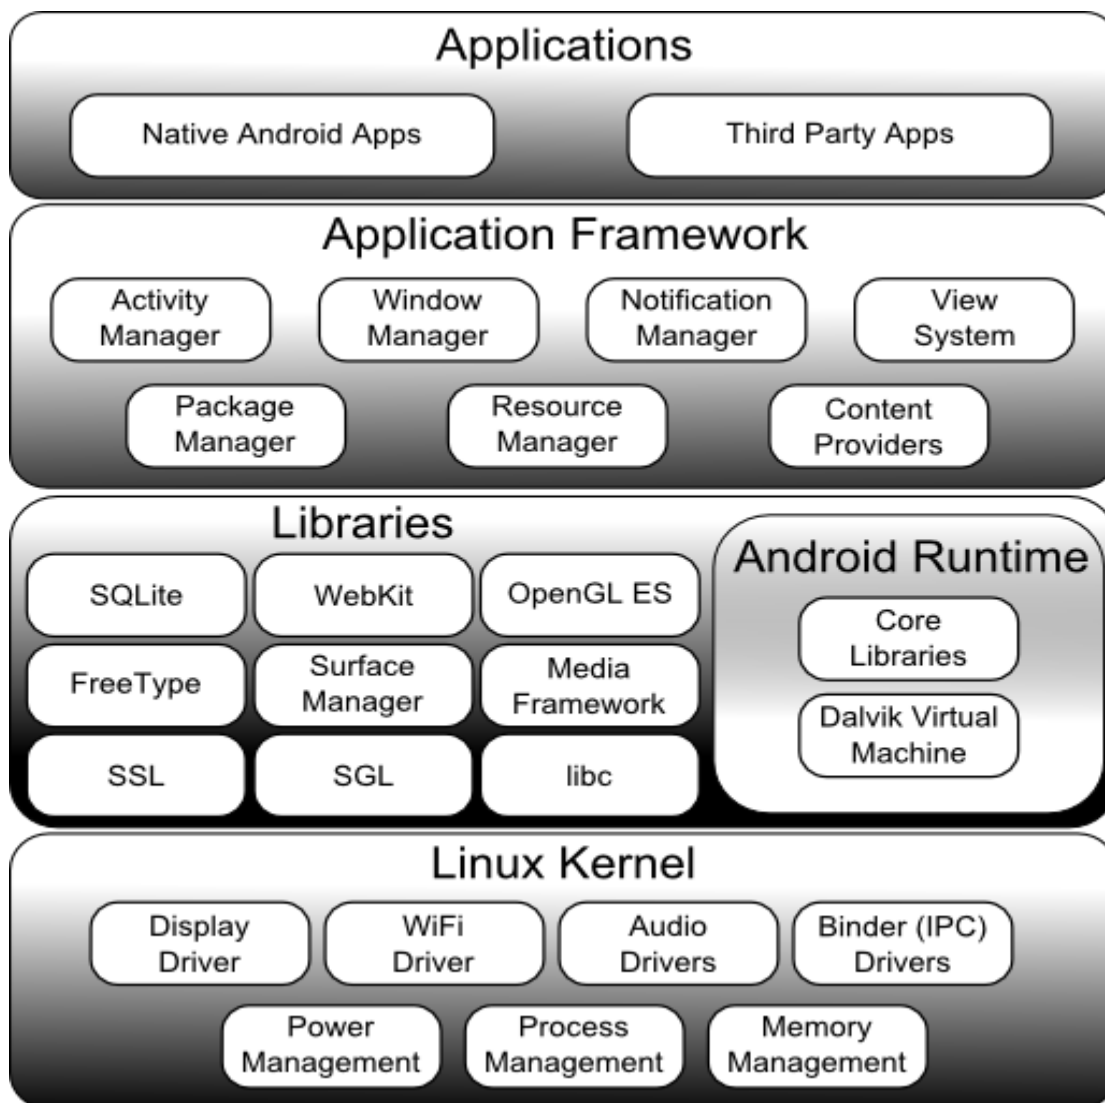 Applications
Native Android Apps
Third Party Apps
Application Framework
Activity
Manager
Window
Manager
Notification
Manager
View
System
Package
Manager
Resource
Manager
Content
Providers
Libraries
SQLite
WebKit
OpenGL ES
FreeType
Surface
Manager
Media
Framework
SSL
SGL
libc
Android Runtime
Core
Libraries
Dalvik Virtual
Machine
Linux Kernel
Display
Driver
WiFi
Driver
Audio
Drivers
Binder (IPC)
Drivers
Power
Management
Process
Management
Memory
Management